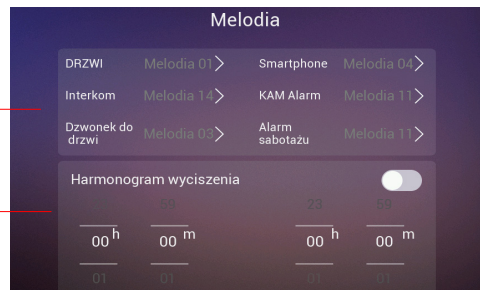 Melodia
DRZWI Melodia 01 Smartphone Melodia 04
Interkom Melodia 14 KAM Alarm Melodia 11
Dzwonek do drzwi Melodia 03 Alarm sabotażu Melodia 11
Harmonogram wyciszenia
59 23 59
00 h 00 m 00 h 00 m
01 01 01 01